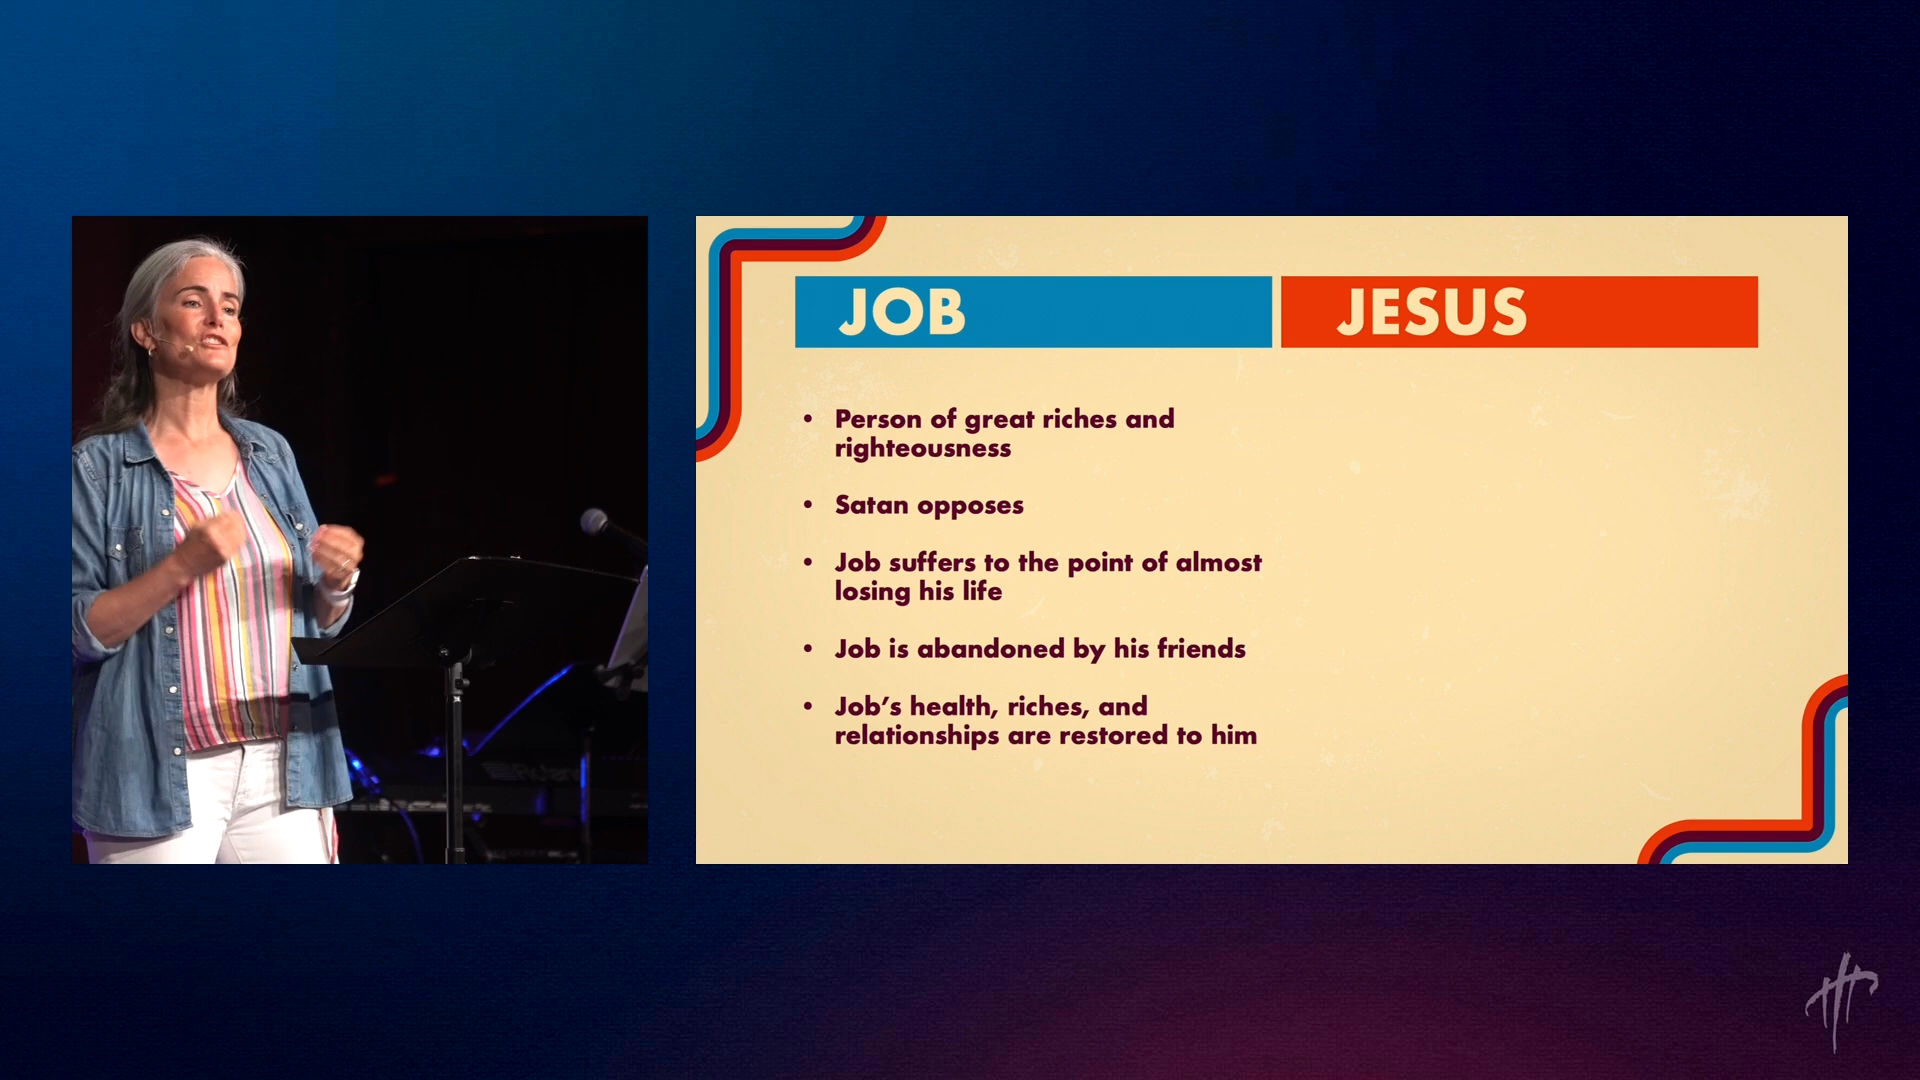 JOB
JESUS
• Person of great riches and
righteousness
• Satan opposes
• Job suffers to the point of almost
losing his life
• Job is abandoned by his friends
• Job’s health, riches, and
relationships are restored to him